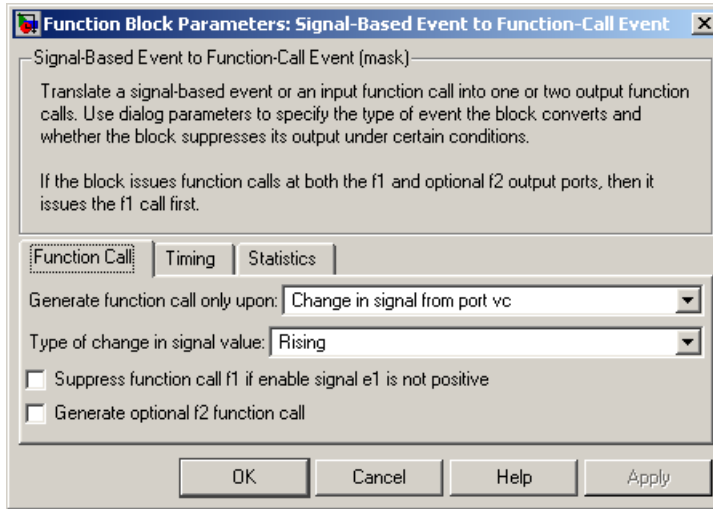 Function Block Parameters: Signal-Based Event to Function-Call Event
Signal-Based Event to Function-Call Event (mask)
Translate a signal-based event or an input function call into one or two output function
calls. Use dialog parameters to specify the type of event the block converts and
whether the block suppresses its output under certain conditions.
If the block issues function calls at both the f1 and optional f2 output ports, then it
issues the f1 call first.
Function Call Timing Statistics
Generate function call only upon: Change in signal from port vc
Type of change in signal value: Rising
Suppress function call f1 if enable signal e1 is not positive
Generate optional f2 function call
OK Cancel Help Apply